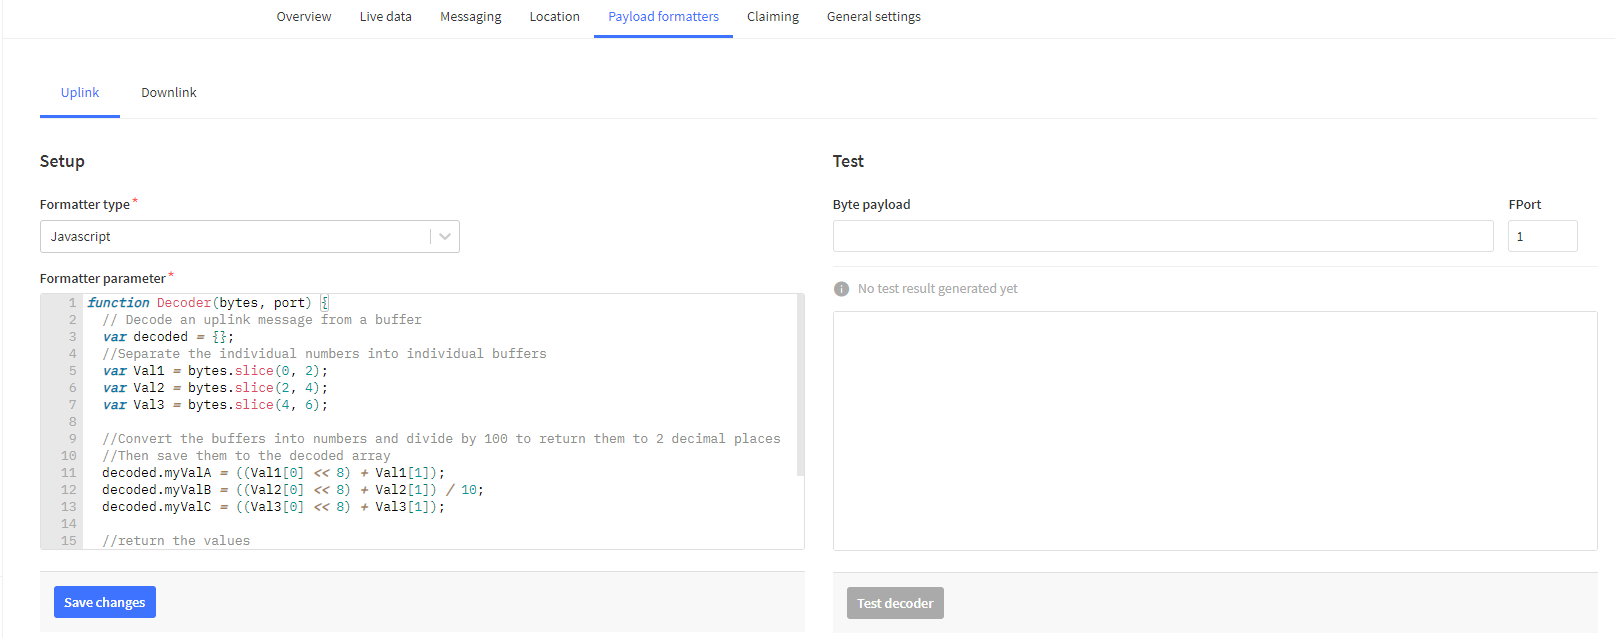 Overview Live data Messaging Location Payload formatters Claiming General settings
Uplink Downlink
Setup
Formatter type*
Javascript
Formatter parameter*
1 function Decoder(bytes, port) {
2 // Decode an uplink message from a buffer
3 var decoded = {};
4 //Separate the individual numbers into individual buffers
5 var Val1 = bytes.slice(0, 2);
6 var Val2 = bytes.slice(2, 4);
7 var Val3 = bytes.slice(4, 6);
8
9 //Convert the buffers into numbers and divide by 100 to return them to 2 decimal places
10 //Then save them to the decoded array
11 decoded.myValA = ((Val1[0] << 8) + Val1[1]);
12 decoded.myValB = ((Val2[0] << 8) + Val2[1]) / 10;
13 decoded.myValC = ((Val3[0] << 8) + Val3[1]);
14
15 //return the values
Save changes
Test
Byte payload FPort
1
No test result generated yet
Test decoder